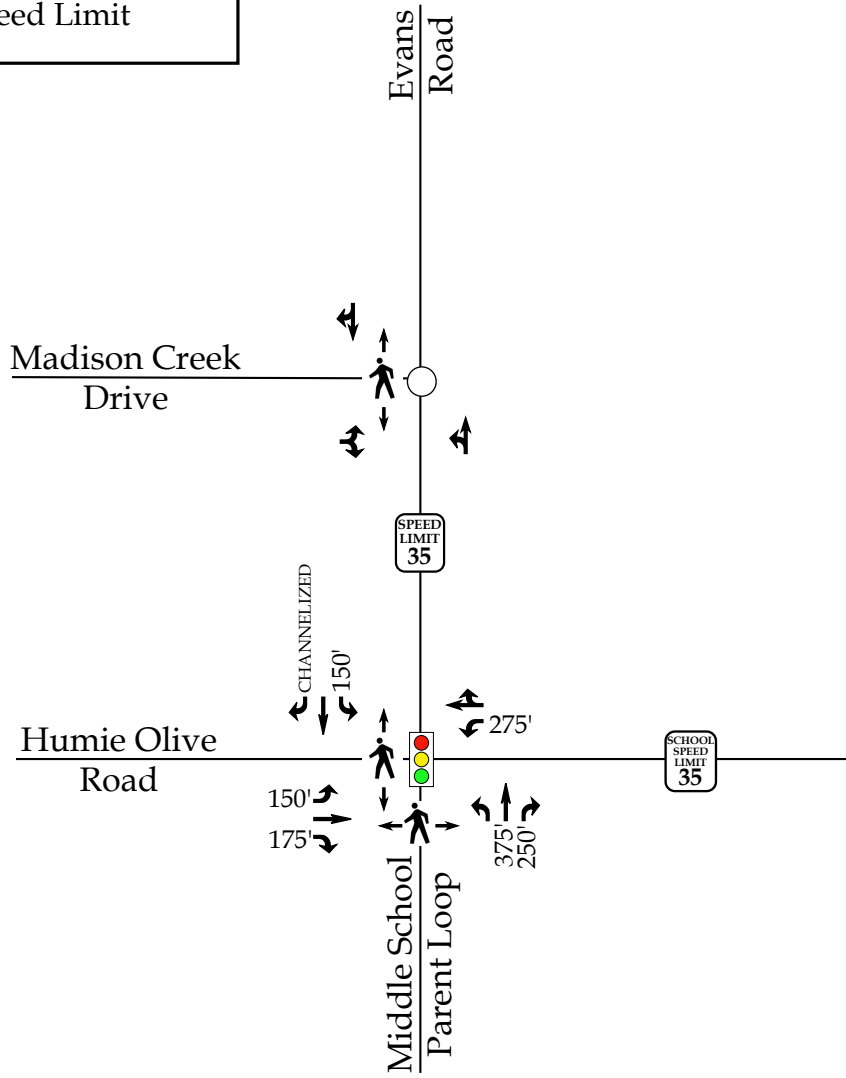 eed Limit
Evans
Road
Madison Creek
Drive
SPEED
LIMIT
35
CHANNELIZED
150'
275'
Humie Olive
Road
SCHOOL
SPEED
LIMIT
35
150'
175'
375'
250'
Middle School
Parent Loop